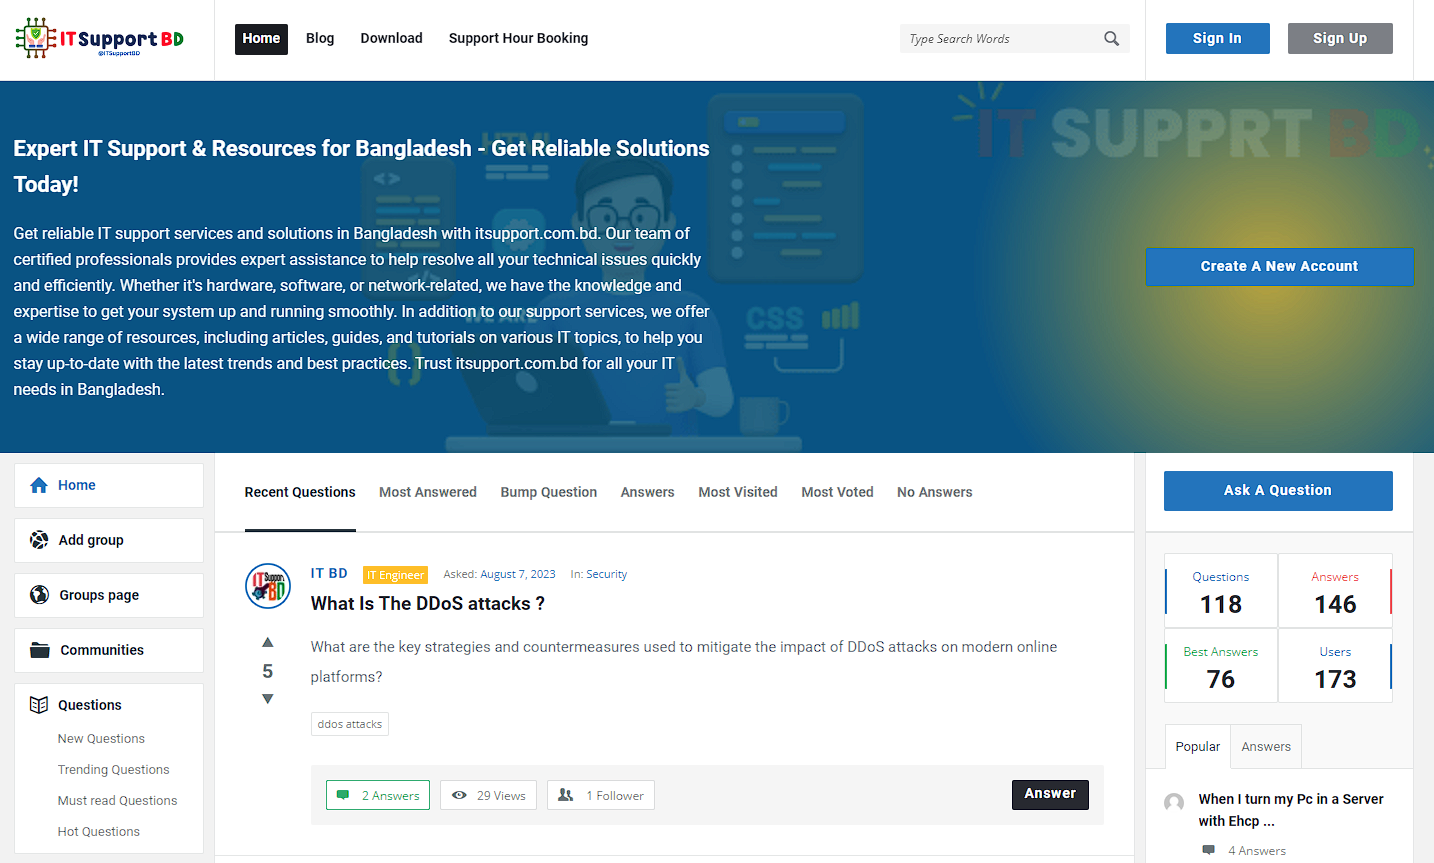 IT Support BD
@ITSupportBD
Home
Blog
Download
Support Hour Booking
Type Search Words
Sign In
Sign Up
HTML
IT SUPPRT BD
Expert IT Support & Resources for Bangladesh - Get Reliable Solutions
Today!
Get reliable IT support services and solutions in Bangladesh with itsupport.com.bd. Our team of
certified professionals provides expert assistance to help resolve all your technical issues quickly
and efficiently. Whether it's hardware, software, or network-related, we have the knowledge and
expertise to get your system up and running smoothly. In addition to our support services, we offer
a wide range of resources, including articles, guides, and tutorials on various IT topics, to help you
stay up-to-date with the latest trends and best practices. Trust itsupport.com.bd for all your IT
needs in Bangladesh.
WE ARE
CSS
Create A New Account
Home
Add group
Groups page
Communities
Questions
New Questions
Trending Questions
Must read Questions
Hot Questions
Recent Questions
Most Answered
Bump Question
Answers
Most Visited
Most Voted
No Answers
IT Support BD
IT BD
IT Engineer
Asked: August 7, 2023
In: Security
What Is The DDoS attacks ?
5
What are the key strategies and countermeasures used to mitigate the impact of DDoS attacks on modern online
platforms?
ddos attacks
2 Answers
29 Views
1 Follower
Answer
Ask A Question
Questions
118
Answers
146
Best Answers
76
Users
173
Popular
Answers
When I turn my Pc in a Server
with Ehcp ...
4 Answers